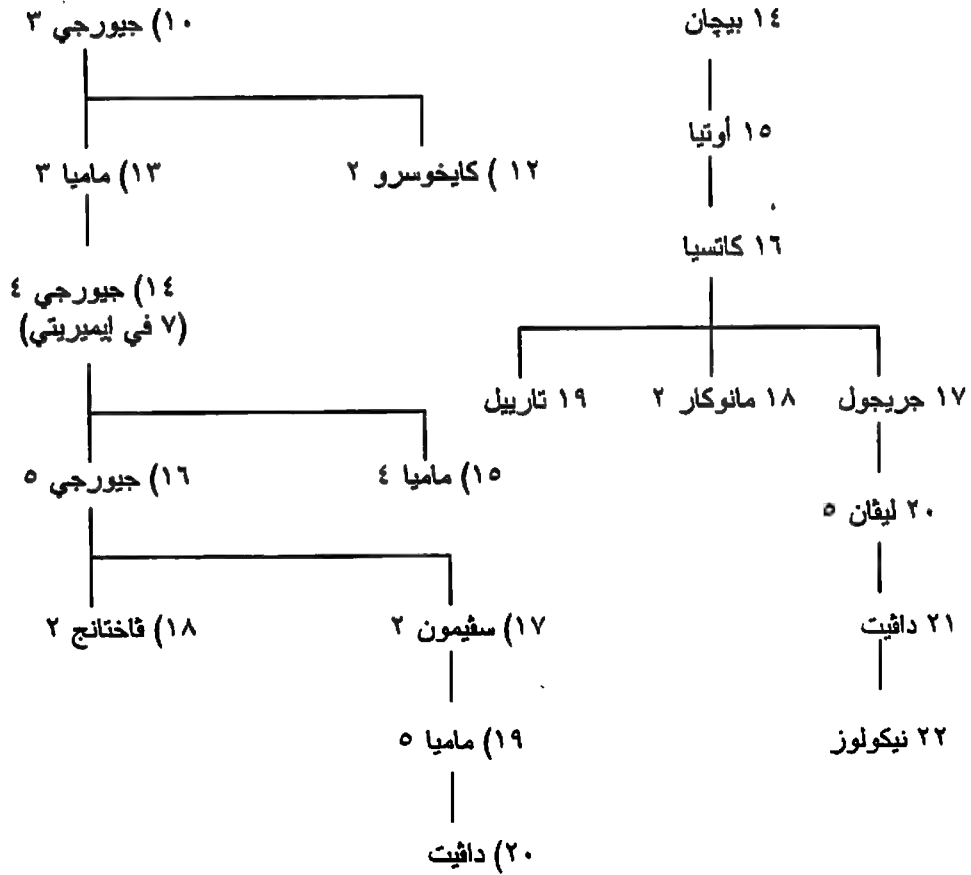 ١٤ بيچان
١٠) جيورجي ٣
١٥ أوتيا
١٢) كايخوسرو ٢
١٣) ماميا ٣
١٦ كاتسيا
١٤) جيورجي ٤
(٧ في إيميريتي)
١٧ جريجول
١٨ مانوكار ٢
١٩ تارييل
١٥) ماميا ٤
١٦) جيورجي ٥
٢٠ ليڤان ٥
٢١ داڤيت
١٧) سڤيمون ٢
١٨) ڤاختانج ٢
٢٢ نيكولوز
١٩) ماميا ٥
٢٠) داڤيت